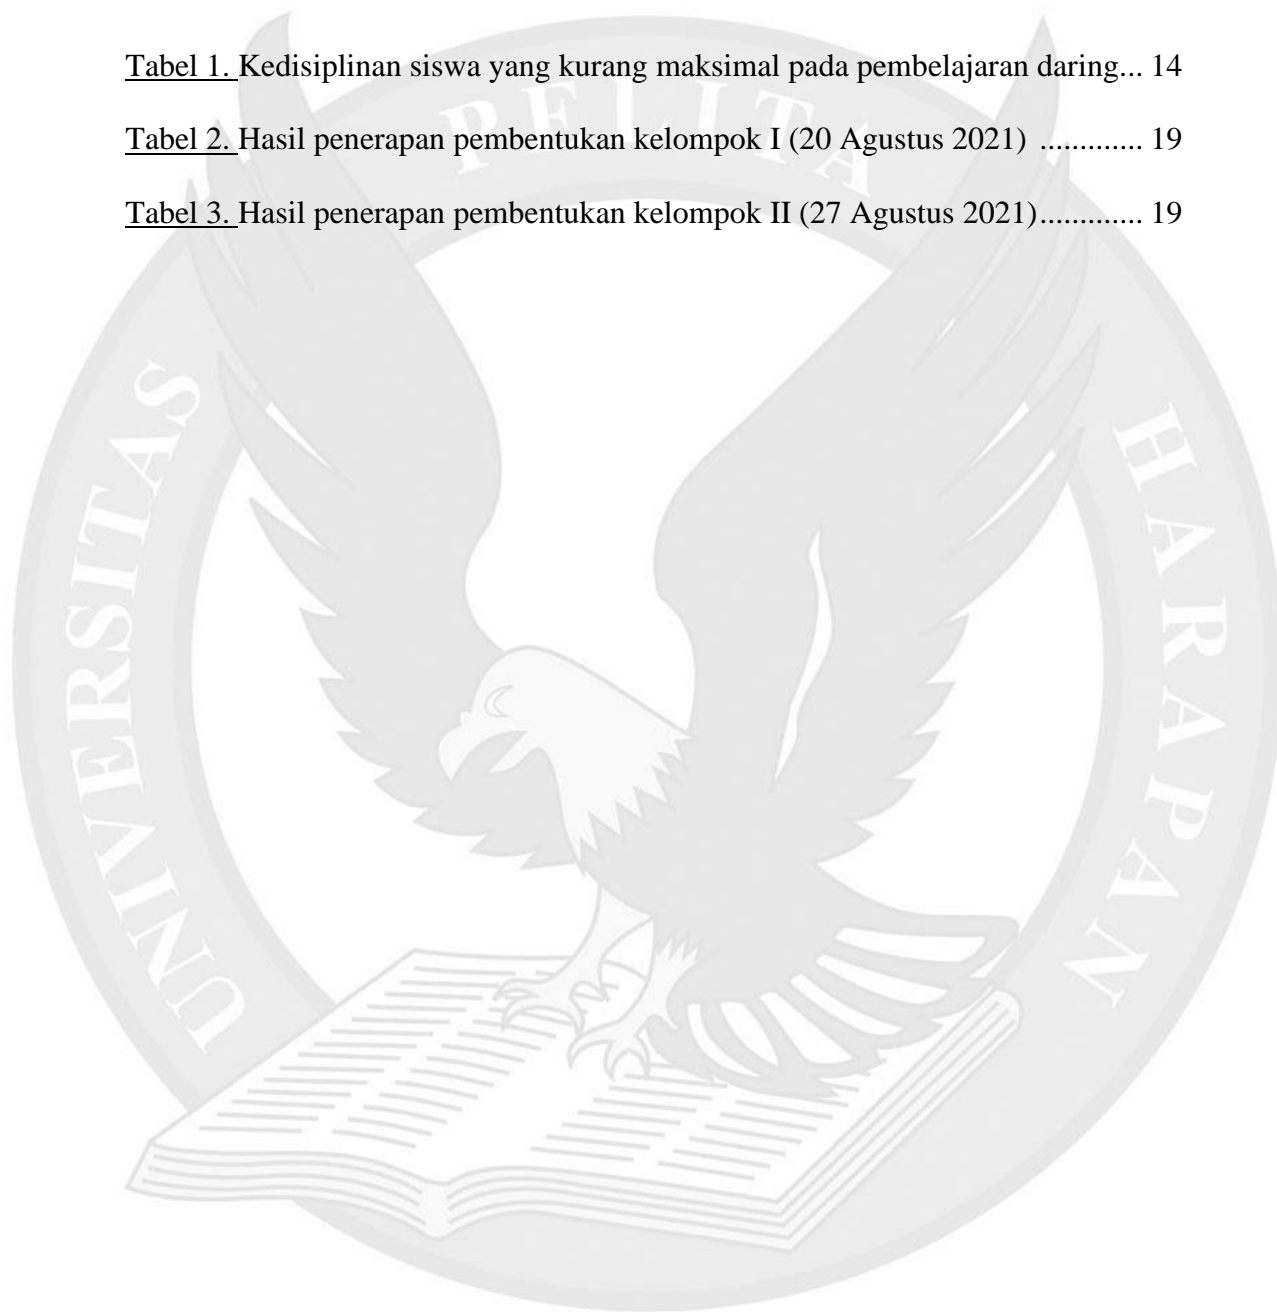 Tabel 1. Kedisiplinan siswa yang kurang maksimal pada pembelajaran daring... 14
Tabel 2. Hasil penerapan pembentukan kelompok I (20 Agustus 2021) ............. 19
Tabel 3. Hasil penerapan pembentukan kelompok II (27 Agustus 2021)............. 19
UNIVERSITAS PELITA HARAPAN